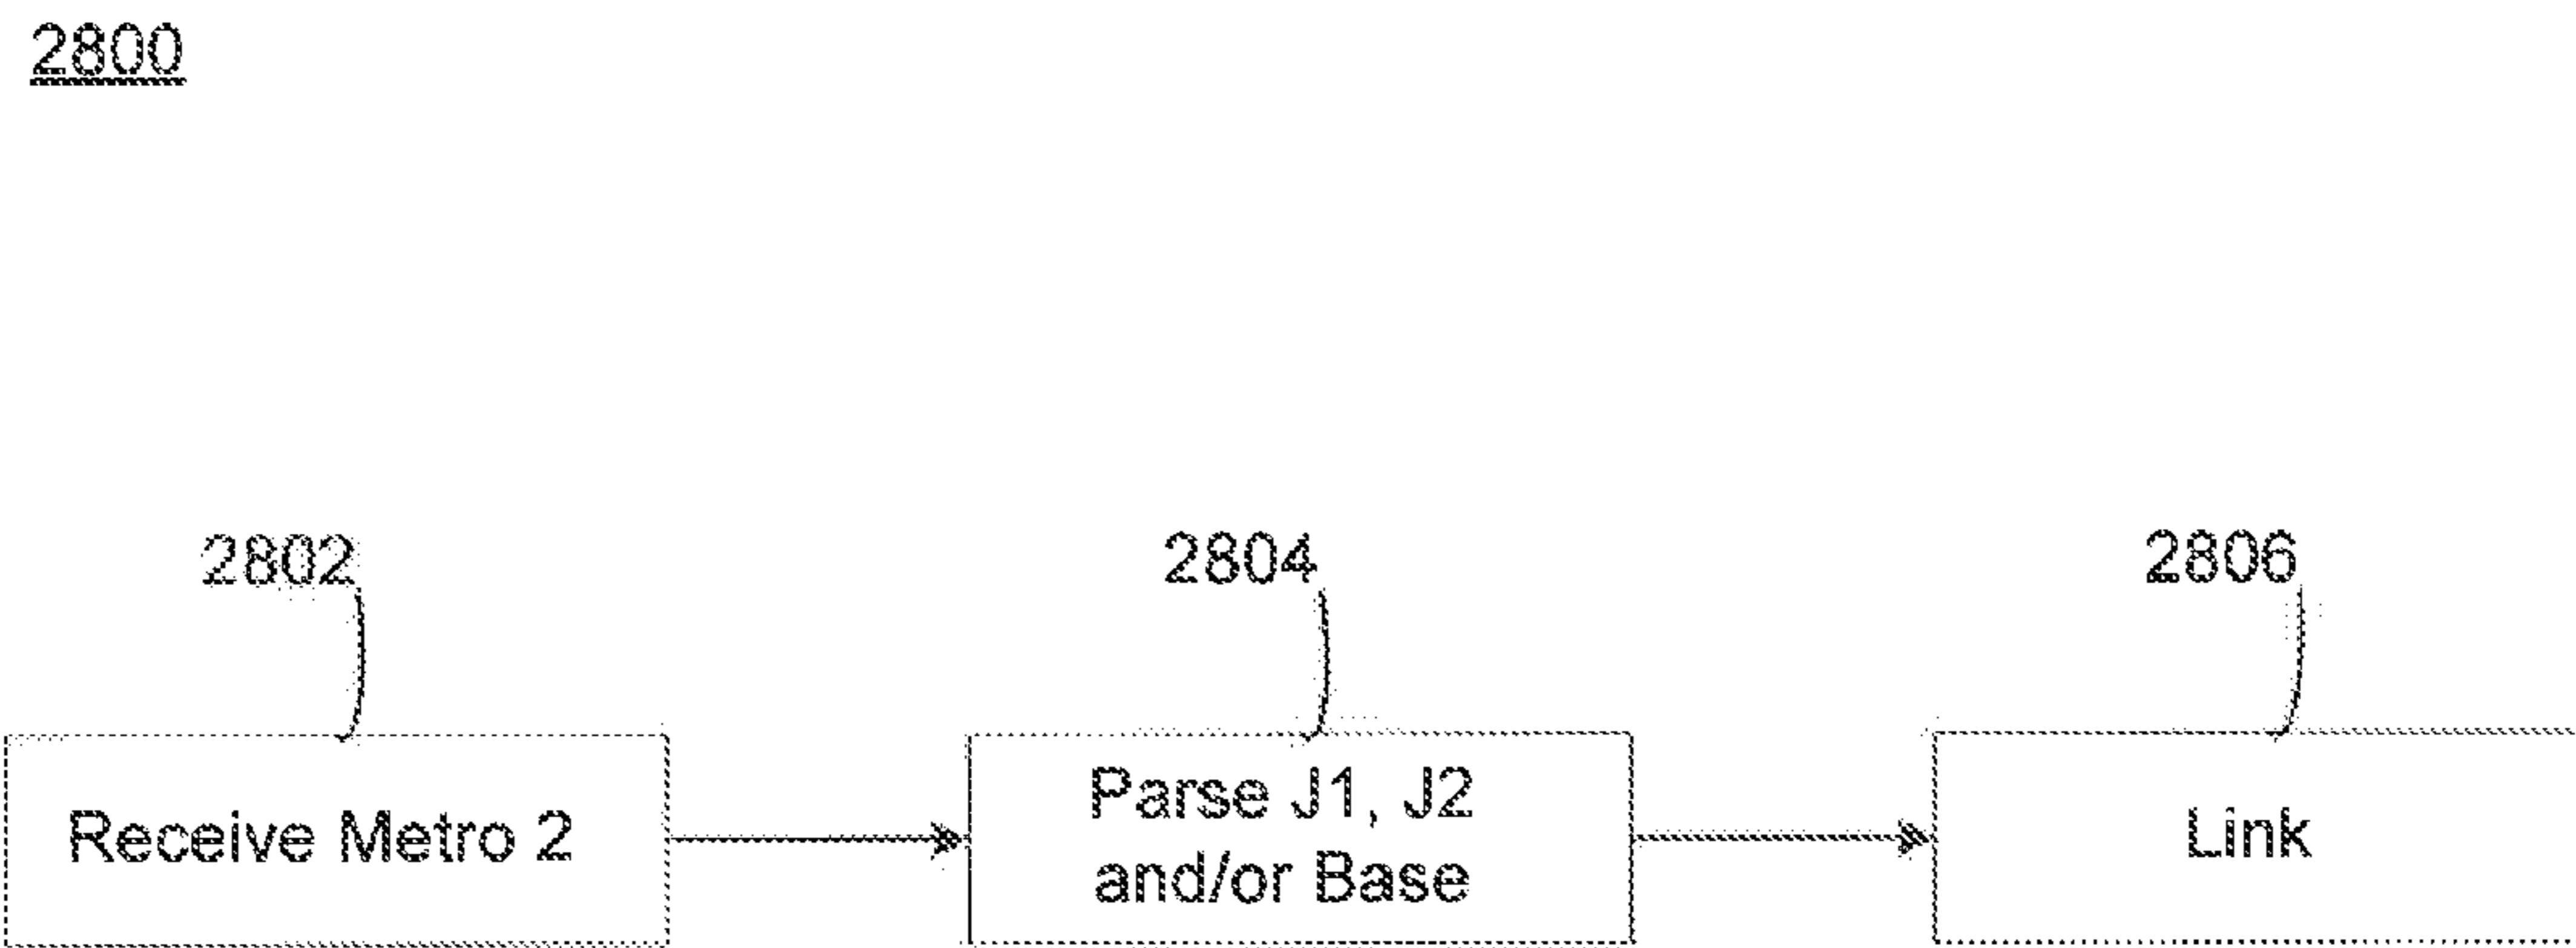 2800
2802
2804
2806
Receive Metro 2
Parse J1, J2
and/or Base
Link